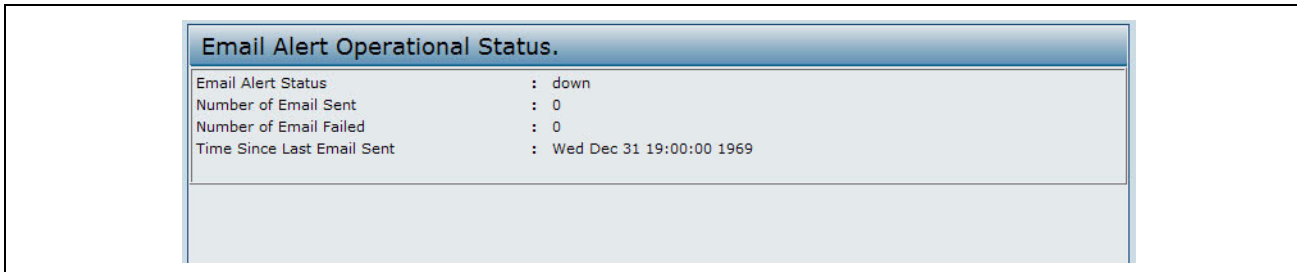 Email Alert Operational Status.
Email Alert Status : down
Number of Email Sent : 0
Number of Email Failed : 0
Time Since Last Email Sent : Wed Dec 31 19:00:00 1969